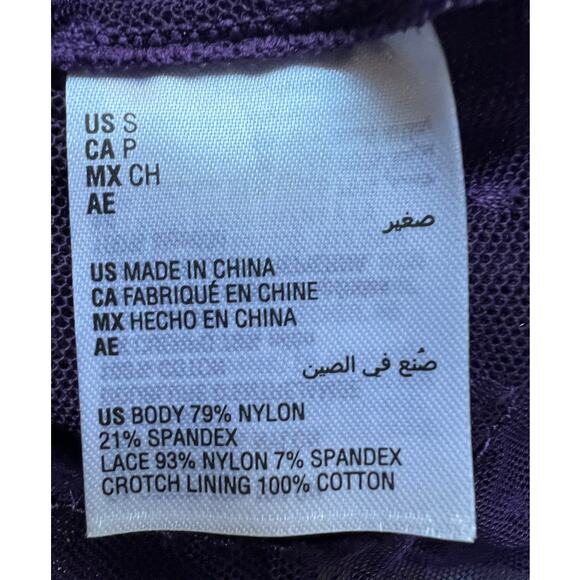 US S
CA P
MX CH
AE
صغير
US MADE IN CHINA
CA FABRIQUÉ EN CHINE
MX HECHO EN CHINA
AE
صُنع في الصين
US BODY 79% NYLON
21% SPANDEX
LACE 93% NYLON 7% SPANDEX
CROTCH LINING 100% COTTON